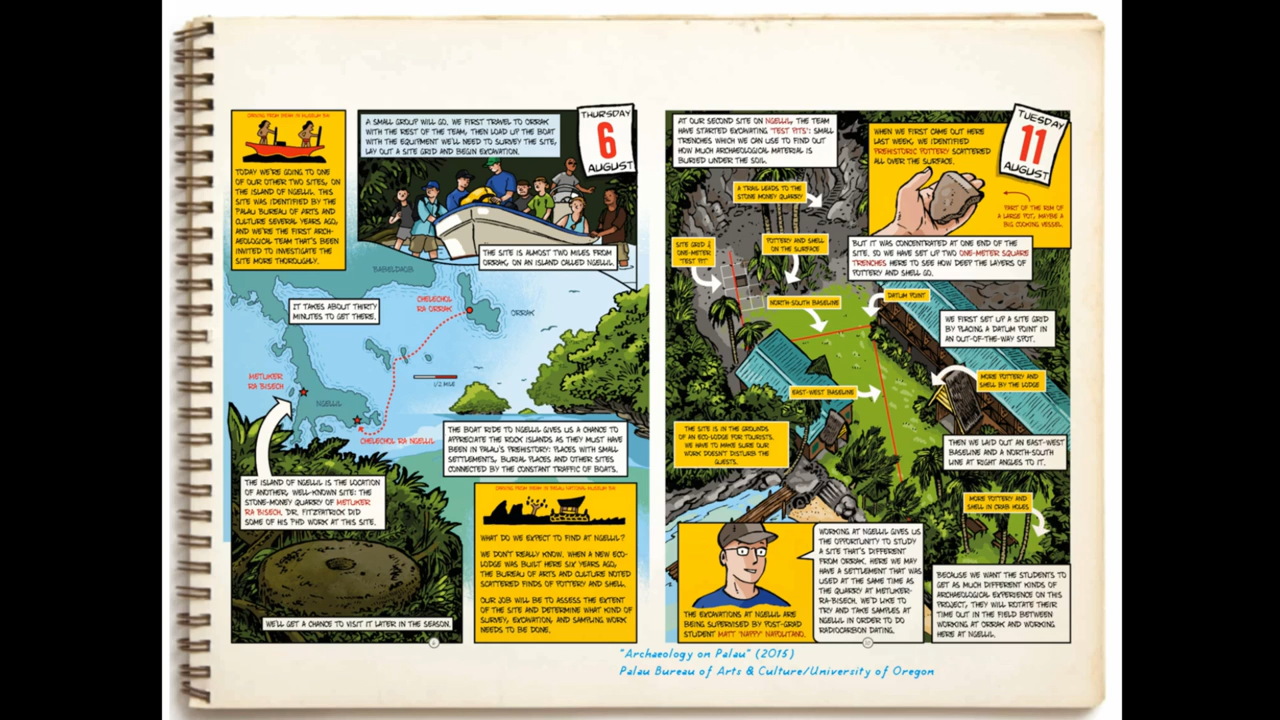 DRAWING FROM BREAK IN MUSEUM BAI
TODAY WE'RE GOING TO ONE
OF OUR OTHER TWO SITES, ON
THE ISLAND OF NGELLIL. THIS
SITE WAS IDENTIFIED BY THE
PALAU BUREAU OF ARTS AND
CULTURE SEVERAL YEARS AGO,
AND WE'RE THE FIRST ARCH-
AEOLOGICAL TEAM THAT'S BEEN
INVITED TO INVESTIGATE THE
SITE MORE THOROUGHLY.
A SMALL GROUP WILL GO. WE FIRST TRAVEL TO ORRAK
WITH THE REST OF THE TEAM, THEN LOAD UP THE BOAT
WITH THE EQUIPMENT WE'LL NEED TO SURVEY THE SITE,
LAY OUT A SITE GRID AND BEGIN EXCAVATION.
THURSDAY
6
AUGUST
THE SITE IS ALMOST TWO MILES FROM
ORRAK, ON AN ISLAND CALLED NGELLIL.
BABELDAOB
IT TAKES ABOUT THIRTY
MINUTES TO GET THERE.
CHELECHOL
RA ORRAK
ORRAK
METUKER
RA BISECH
NGELLIL
1/2 MILE
CHELECHOL RA NGELLIL
THE BOAT RIDE TO NGELLIL GIVES US A CHANCE TO
APPRECIATE THE ROCK ISLANDS AS THEY MUST HAVE
BEEN IN PALAU'S PREHISTORY: PLACES WITH SMALL
SETTLEMENTS, BURIAL PLACES AND OTHER SITES
CONNECTED BY THE CONSTANT TRAFFIC OF BOATS.
THE ISLAND OF NGELLIL IS THE LOCATION
OF ANOTHER, WELL-KNOWN SITE: THE
STONE-MONEY QUARRY OF METUKER
RA BISECH. DR. FITZPATRICK DID
SOME OF HIS PHD WORK AT THIS SITE.
WE'LL GET A CHANCE TO VISIT IT LATER IN THE SEASON.
WHAT DO WE EXPECT TO FIND AT NGELLIL?
WE DON'T REALLY KNOW. WHEN A NEW ECO-
LODGE WAS BUILT HERE SIX YEARS AGO,
THE BUREAU OF ARTS AND CULTURE NOTED
SCATTERED FINDS OF POTTERY AND SHELL.
OUR JOB WILL BE TO ASSESS THE EXTENT
OF THE SITE AND DETERMINE WHAT KIND OF
SURVEY, EXCAVATION, AND SAMPLING WORK
NEEDS TO BE DONE.
AT OUR SECOND SITE ON NGELLIL, THE TEAM
HAVE STARTED EXCAVATING 'TEST PITS': SMALL
TRENCHES WHICH WE CAN USE TO FIND OUT
HOW MUCH ARCHAEOLOGICAL MATERIAL IS
BURIED UNDER THE SOIL.
WHEN WE FIRST CAME OUT HERE
LAST WEEK, WE IDENTIFIED
PREHISTORIC POTTERY SCATTERED
ALL OVER THE SURFACE.
TUESDAY
11
AUGUST
PART OF THE RIM OF
A LARGE POT, MAYBE A
BIG COOKING VESSEL.
A TRAIL LEADS TO THE
STONE MONEY QUARRY
SITE GRID &
ONE-METER
'TEST PIT'
POTTERY AND SHELL
ON THE SURFACE
BUT IT WAS CONCENTRATED AT ONE END OF THE
SITE. SO WE HAVE SET UP TWO ONE-METER SQUARE
TRENCHES HERE TO SEE HOW DEEP THE LAYERS OF
POTTERY AND SHELL GO.
NORTH-SOUTH BASELINE
DATUM POINT
WE FIRST SET UP A SITE GRID
BY PLACING A DATUM POINT IN
AN OUT-OF-THE-WAY SPOT.
EAST-WEST BASELINE
MORE POTTERY AND
SHELL BY THE LODGE
THE SITE IS IN THE GROUNDS
OF AN ECO-LODGE FOR TOURISTS.
WE HAVE TO MAKE SURE OUR
WORK DOESN'T DISTURB THE
GUESTS.
THEN WE LAID OUT AN EAST-WEST
BASELINE AND A NORTH-SOUTH
LINE AT RIGHT ANGLES TO IT.
MORE POTTERY AND
SHELL IN CRAB HOLES
THE EXCAVATIONS AT NGELLIL ARE
BEING SUPERVISED BY POST-GRAD
STUDENT MATT 'NAPPY' NAPOLITANO.
WORKING AT NGELLIL GIVES US
THE OPPORTUNITY TO STUDY
A SITE THAT'S DIFFERENT
FROM ORRAK. HERE WE MAY
HAVE A SETTLEMENT THAT WAS
USED AT THE SAME TIME AS
THE QUARRY AT METUKER-
RA-BISECH. WE'D LIKE TO
TRY AND TAKE SAMPLES AT
NGELLIL IN ORDER TO DO
RADIOCARBON DATING.
BECAUSE WE WANT THE STUDENTS TO
GET AS MUCH DIFFERENT KINDS OF
ARCHAEOLOGICAL EXPERIENCE ON THIS
PROJECT, THEY WILL ROTATE THEIR
TIME OUT IN THE FIELD BETWEEN
WORKING AT ORRAK AND WORKING
HERE AT NGELLIL.
"Archaeology on Palau" (2015)
Palau Bureau of Arts & Culture/University of Oregon